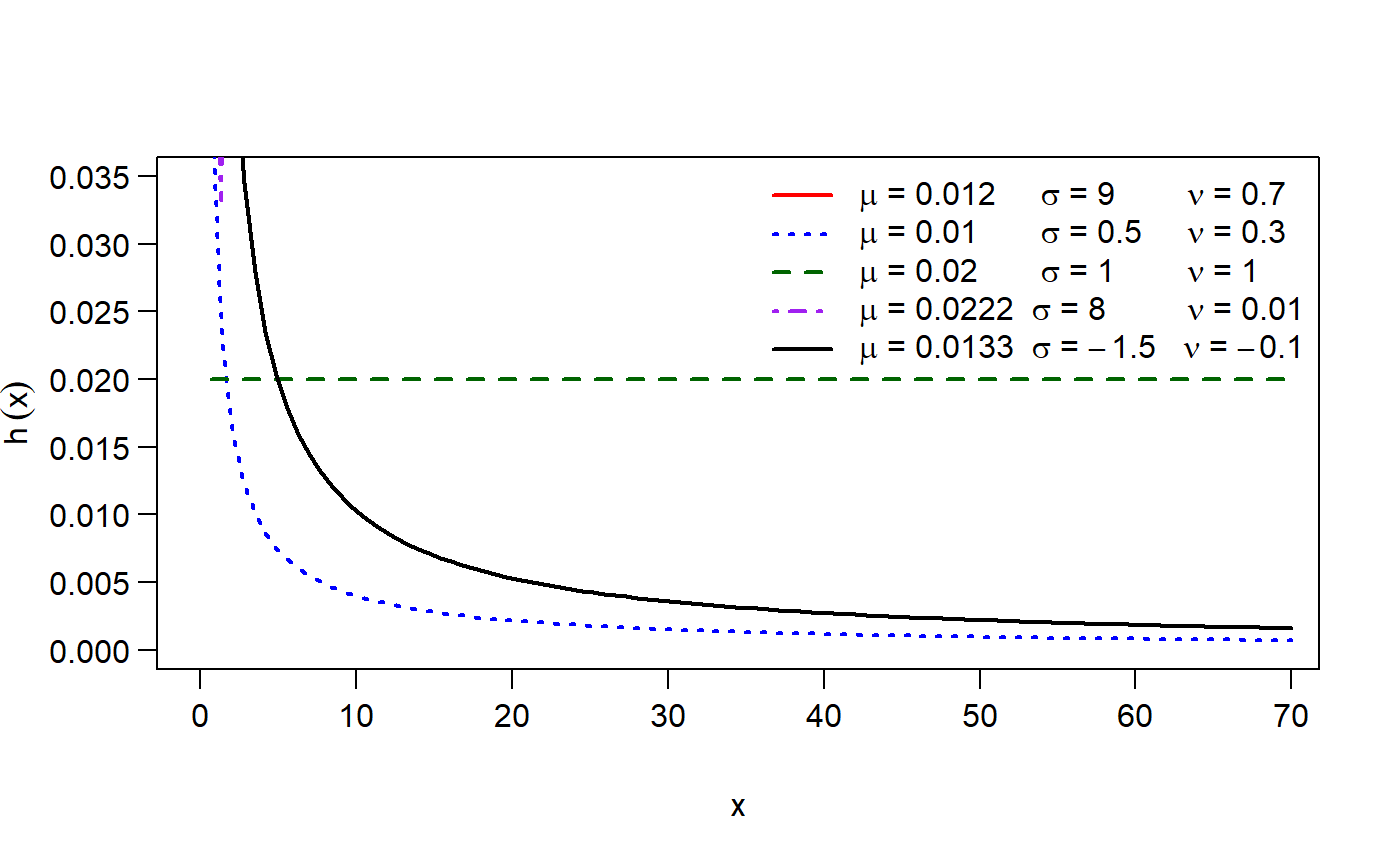 0.035
0.030
0.025
0.020
0.015
0.010
0.005
0.000
h(x)
μ = 0.012 σ = 9 ν = 0.7
μ = 0.01 σ = 0.5 ν = 0.3
μ = 0.02 σ = 1 ν = 1
μ = 0.0222 σ = 8 ν = 0.01
μ = 0.0133 σ = −1.5 ν = −0.1
0 10 20 30 40 50 60 70
x